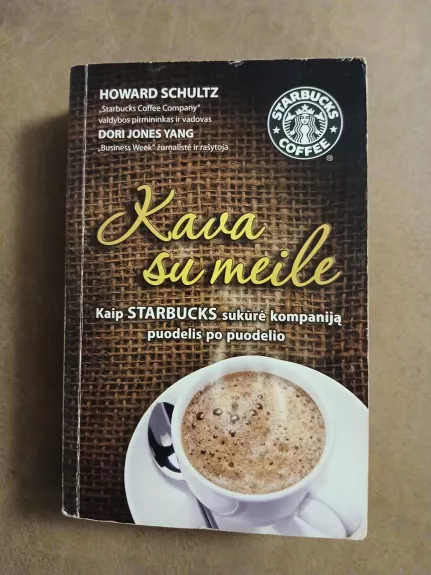 HOWARD SCHULTZ
„Starbucks Coffee Company“
valdybos pirmininkas ir vadovas
DORI JONES YANG
„Business Week“ žurnalistė ir rašytoja
STARBUCKS
COFFEE
®
Kava
su meile
Kaip STARBUCKS sukūrė kompaniją
puodelis po puodelio